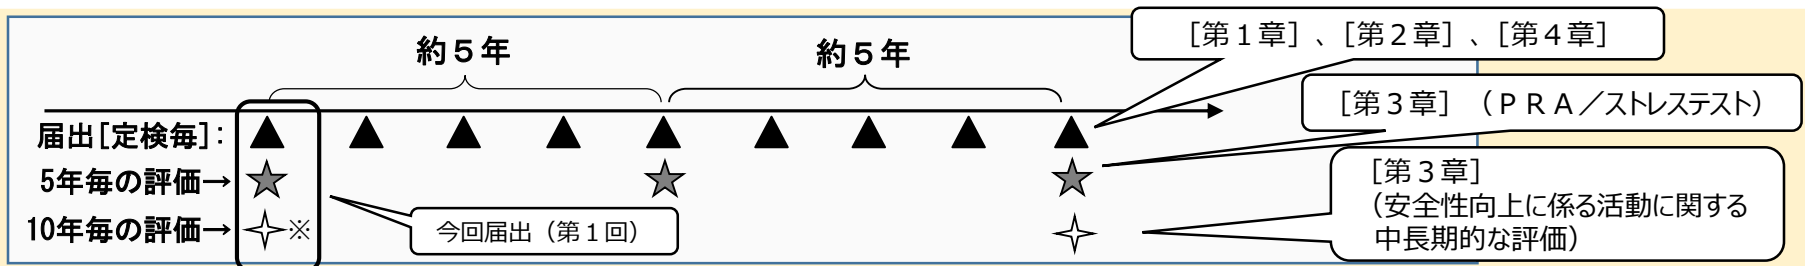 約５年
約５年
［第１章］、［第２章］、［第４章］
［第３章］（ＰＲＡ／ストレステスト）
届出[定検毎]：
5年毎の評価→
10年毎の評価→
※
今回届出（第１回）
［第３章］
（安全性向上に係る活動に関する
中長期的な評価）